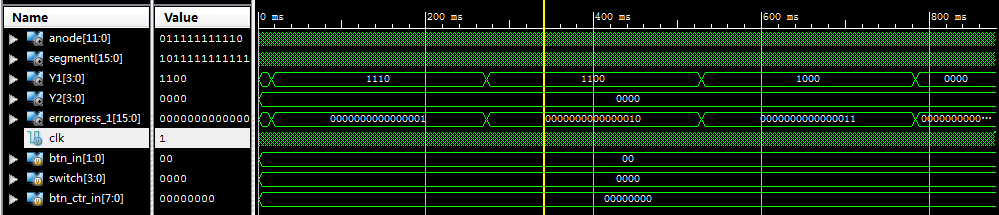 Name Value 0 ms 200 ms 400 ms 600 ms 800 ms
anode[11:0] 011111111110
segment[15:0] 1011111111111
Y1[3:0] 1100 1110 1100 1000 0000
Y2[3:0] 0000 0000
errorpress_1[15:0] 0000000000000 0000000000000001 0000000000000010 0000000000000011 0000000000···
clk 1
btn_in[1:0] 00 00
switch[3:0] 0000 0000
btn_ctr_in[7:0] 00000000 00000000